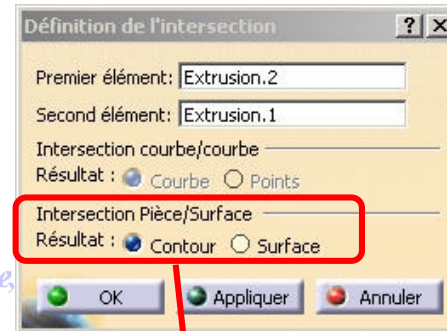 Définition de l'intersection
Premier élément: Extrusion.2
Second élément: Extrusion.1
Intersection courbe/courbe
Résultat : Courbe Points
Intersection Pièce/Surface
Résultat : Contour Surface
OK Appliquer Annuler